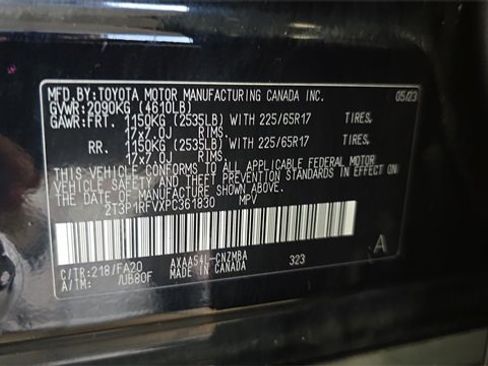 MFD.BY:TOYOTA MOTOR MANUFACTURING CANADA INC. 05/23
GVWR:2090KG (4610LB)
GAWR:FRT. 1150KG (2535LB) WITH 225/65R17 TIRES,
17x7.0J RIMS,
RR. 1150KG (2535LB) WITH 225/65R17 TIRES,
17x7.0J RIMS.
THIS VEHICLE CONFORMS TO ALL APPLICABLE FEDERAL MOTOR
VEHICLE SAFETY AND THEFT PREVENTION STANDARDS IN EFFECT ON
THE DATE OF MANUFACTURE SHOWN ABOVE.
2T3P1RFVXPC361830 MPV
A
C/TR:218/FA20 AXAA54L-CNZMBA
A/TM: /UB80F MADE IN CANADA 323